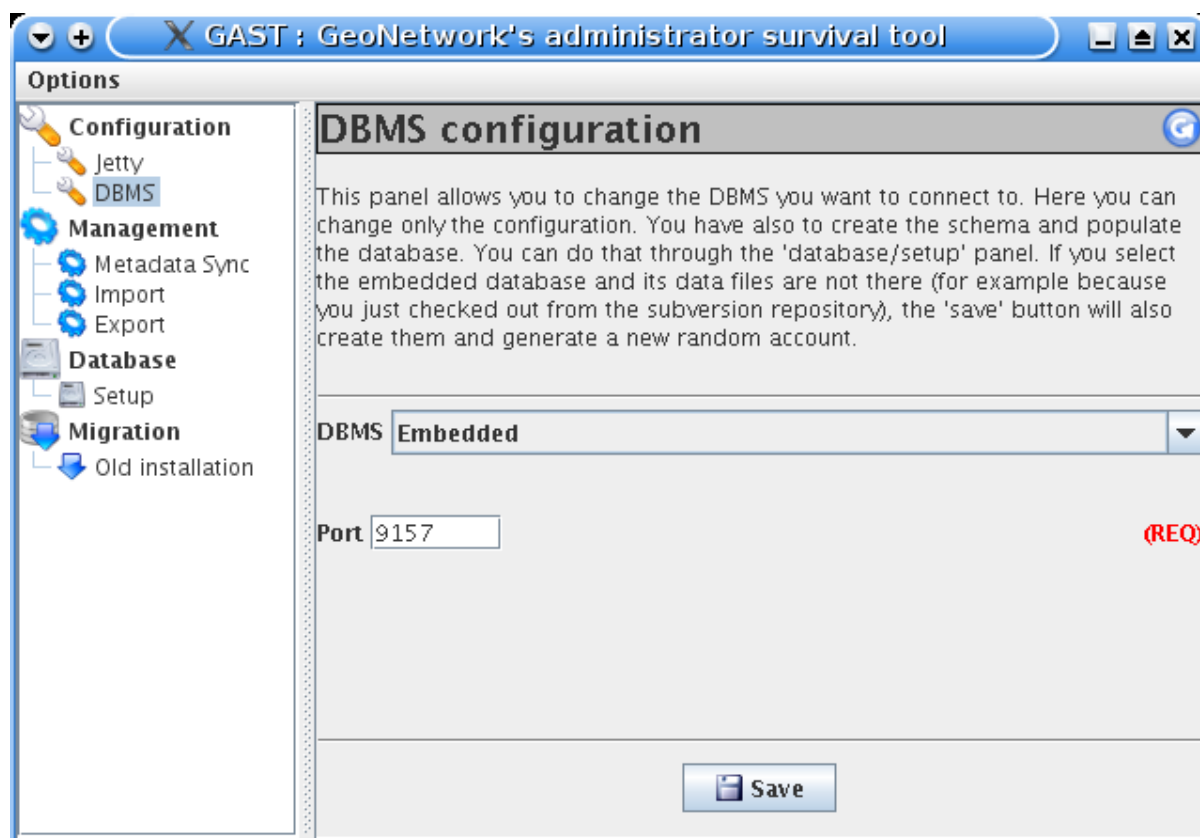 GAST : GeoNetwork's administrator survival tool
Options
Configuration
Jetty
DBMS
Management
Metadata Sync
Import
Export
Database
Setup
Migration
Old installation
DBMS configuration
This panel allows you to change the DBMS you want to connect to. Here you can
change only the configuration. You have also to create the schema and populate
the database. You can do that through the 'database/setup' panel. If you select
the embedded database and its data files are not there (for example because
you just checked out from the subversion repository), the 'save' button will also
create them and generate a new random account.
DBMS Embedded
Port 9157 (REQ)
Save